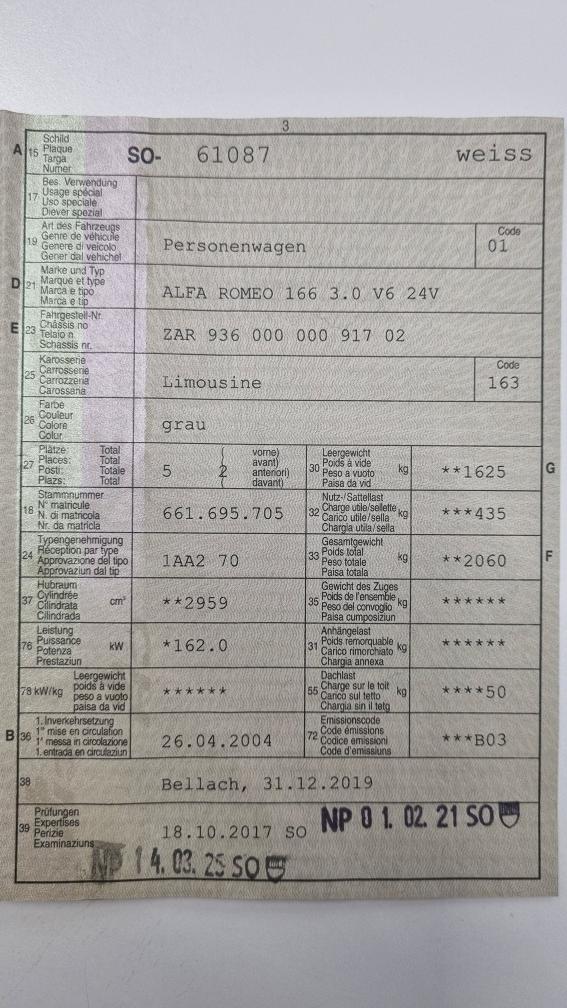 3
A 15 Schild SO- 61087 weiss
Plaque
Targa
Numer
17 Bes. Verwendung
Usage spécial
Uso speciale
Diever spezial
19 Art des Fahrzeugs Personenwagen Code 01
Genre de véhicule
Genere di veicolo
Gener dal vehichel
D 21 Marke und Typ ALFA ROMEO 166 3.0 V6 24V
Marque et type
Marca e tipo
Marca e tip
E 23 Fahrgestell-Nr. ZAR 936 000 000 917 02
Châssis no
Telaio n.
Schassis nr.
25 Karosserie Limousine Code 163
Carrosserie
Carrozzeria
Carossaria
26 Farbe grau
Couleur
Colore
Colur
27 Plätze: Total 5 ( 2 vorne)
Places: Total avant)
Posti: Totale anteriori)
Plazs: Total davant)
30 Leergewicht kg **1625 G
Poids à vide
Peso a vuoto
Paisa da vid
18 Stammnummer 661.695.705
N° matricule
N. di matricola
Nr. da matricla
32 Nutz-/Sattellast kg ***435
Charge utile/sellette
Carico utile/sella
Chargia utila/sella
24 Typengenehmigung 1AA2 70
Réception par type
Approvazione del tipo
Approvaziun dal tip
33 Gesamtgewicht kg **2060 F
Poids total
Peso totale
Paisa totala
37 Hubraum cm³ **2959
Cylindrée
Cilindrata
Cilindrada
35 Gewicht des Zuges kg ******
Poids de l'ensemble
Peso del convoglio
Paisa cumposiziun
76 Leistung kW *162.0
Puissance
Potenza
Prestaziun
31 Anhängelast kg ******
Poids remorquable
Carico rimorchiato
Chargia annexa
78 kW/kg Leergewicht ******
poids à vide
peso a vuoto
paisa da vid
55 Dachlast kg ****50
Charge sur le toit
Carico sul tetto
Chargia sin il tetg
B 36 1. Inverkehrsetzung 26.04.2004
1re mise en circulation
1a messa in circolazione
1. entrada en circulaziun
72 Emissionscode ***B03
Code émissions
Codice emissioni
Code d'emissiuns
38 Bellach, 31.12.2019
39 Prüfungen 18.10.2017 SO NP 0 1. 02. 21 SO
Expertises
Perizie
Examinaziuns
NP 1 4. 03. 25 SO